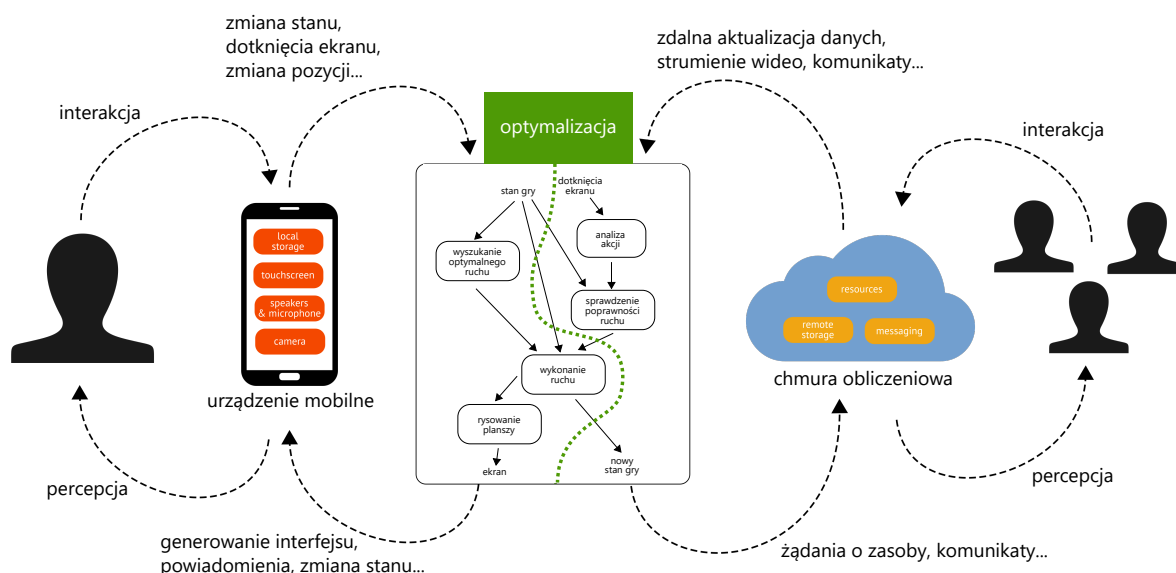 zmiana stanu,
dotknięcia ekranu,
zmiana pozycji...
zdalna aktualizacja danych,
strumienie wideo, komunikaty...
interakcja
optymalizacja
interakcja
stan gry
dotknięcia
ekranu
analiza
akcji
wyszukanie
optymalnego
ruchu
sprawdzenie
poprawności
ruchu
wykonanie
ruchu
rysowanie
planszy
ekran
nowy
stan gry
local
storage
touchscreen
speakers
& microphone
camera
urządzenie mobilne
resources
remote
storage
messaging
chmura obliczeniowa
percepcja
percepcja
generowanie interfejsu,
powiadomienia, zmiana stanu...
żądania o zasoby, komunikaty...